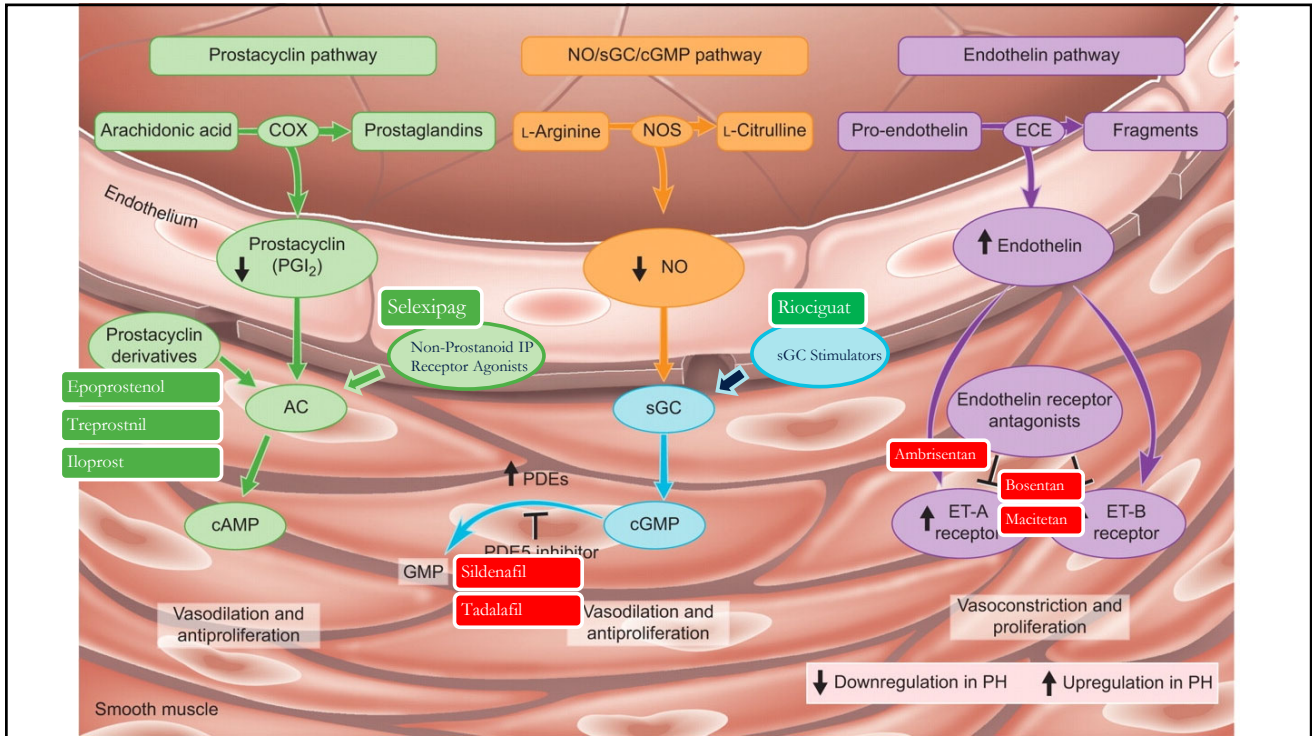 Prostacyclin pathway
NO/sGC/cGMP pathway
Endothelin pathway
Arachidonic acid
COX
Prostaglandins
L-Arginine
NOS
L-Citrulline
Pro-endothelin
ECE
Fragments
Endothelium
Prostacyclin
(PGI₂)
NO
Endothelin
Selexipag
Non-Prostanoid IP
Receptor Agonists
Riociguat
sGC Stimulators
Prostacyclin
derivatives
Epoprostenol
Treprostnil
Iloprost
AC
sGC
Endothelin receptor
antagonists
Ambrisentan
Bosentan
Macitetan
PDEs
cAMP
cGMP
ET-A
receptor
ET-B
receptor
PDE5 inhibitor
GMP
Sildenafil
Tadalafil
Vasodilation and
antiproliferation
Vasodilation and
antiproliferation
Vasoconstriction and
proliferation
Downregulation in PH
Upregulation in PH
Smooth muscle